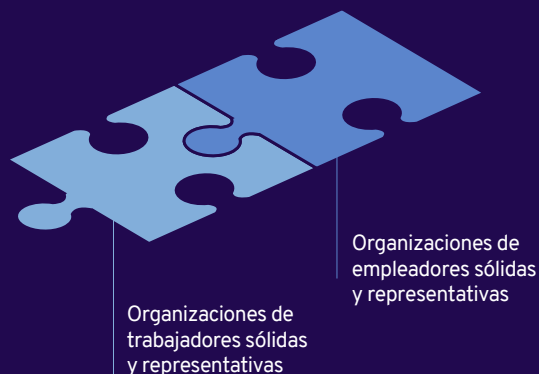 Organizaciones de
empleadores sólidas
y representativas
Organizaciones de
trabajadores sólidas
y representativas